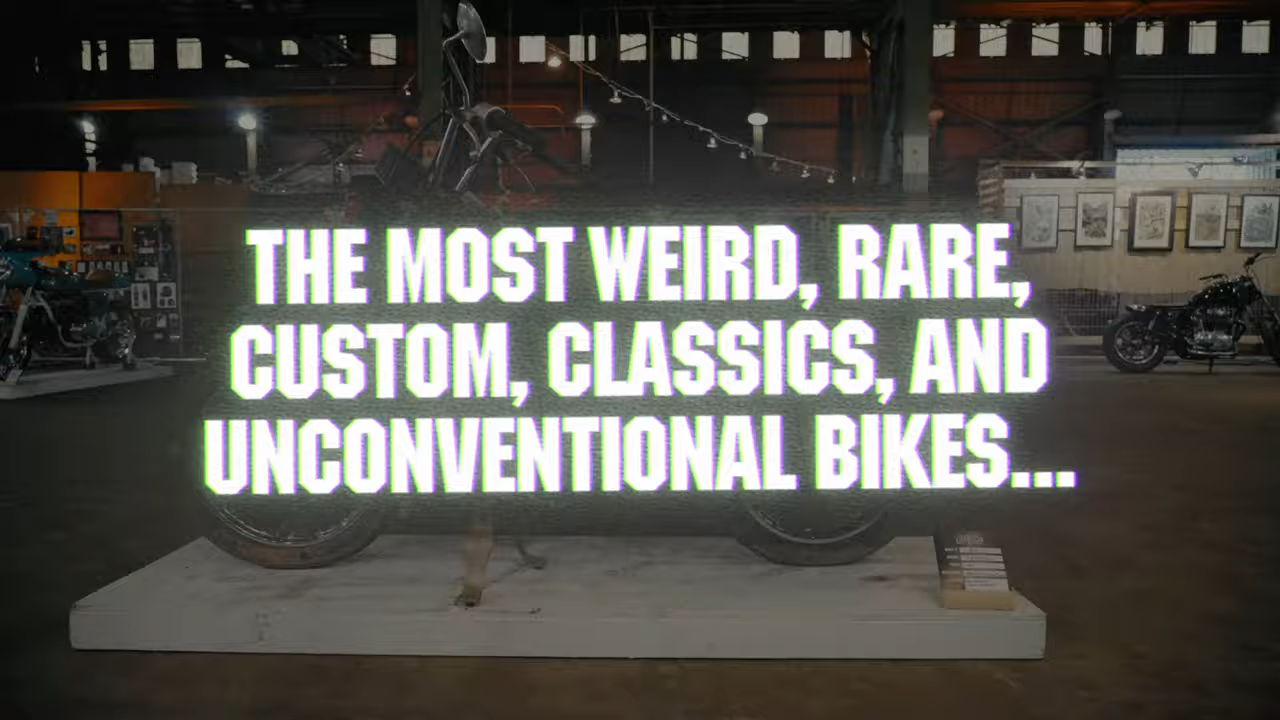 THE MOST WEIRD, RARE,
CUSTOM, CLASSICS, AND
UNCONVENTIONAL BIKES...